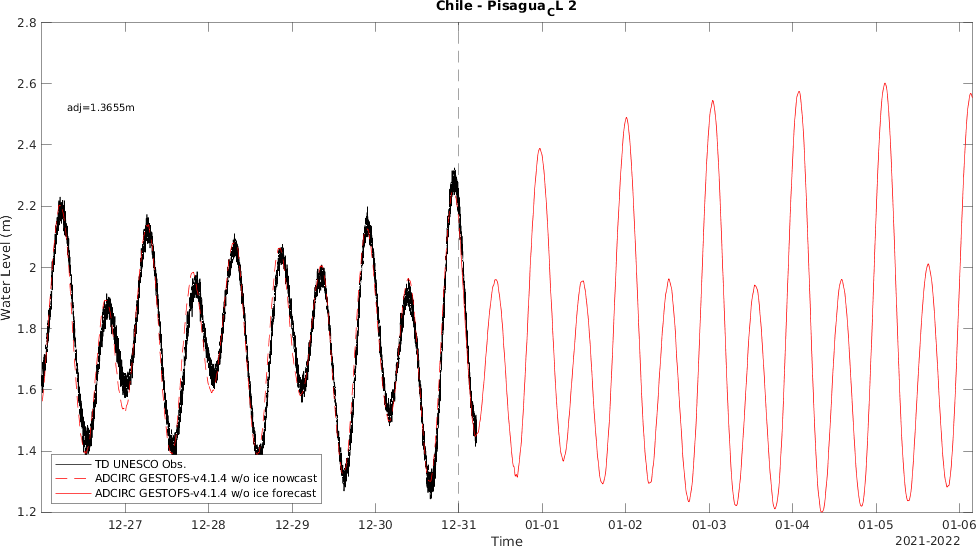 Chile - PisaguaCL 2
2.8
2.6
2.4
2.2
2
1.8
1.6
1.4
1.2
Water Level (m)
adj=1.3655m
TD UNESCO Obs.
ADCIRC GESTOFS-v4.1.4 w/o ice nowcast
ADCIRC GESTOFS-v4.1.4 w/o ice forecast
12-27 12-28 12-29 12-30 12-31 01-01 01-02 01-03 01-04 01-05 01-06
Time
2021-2022